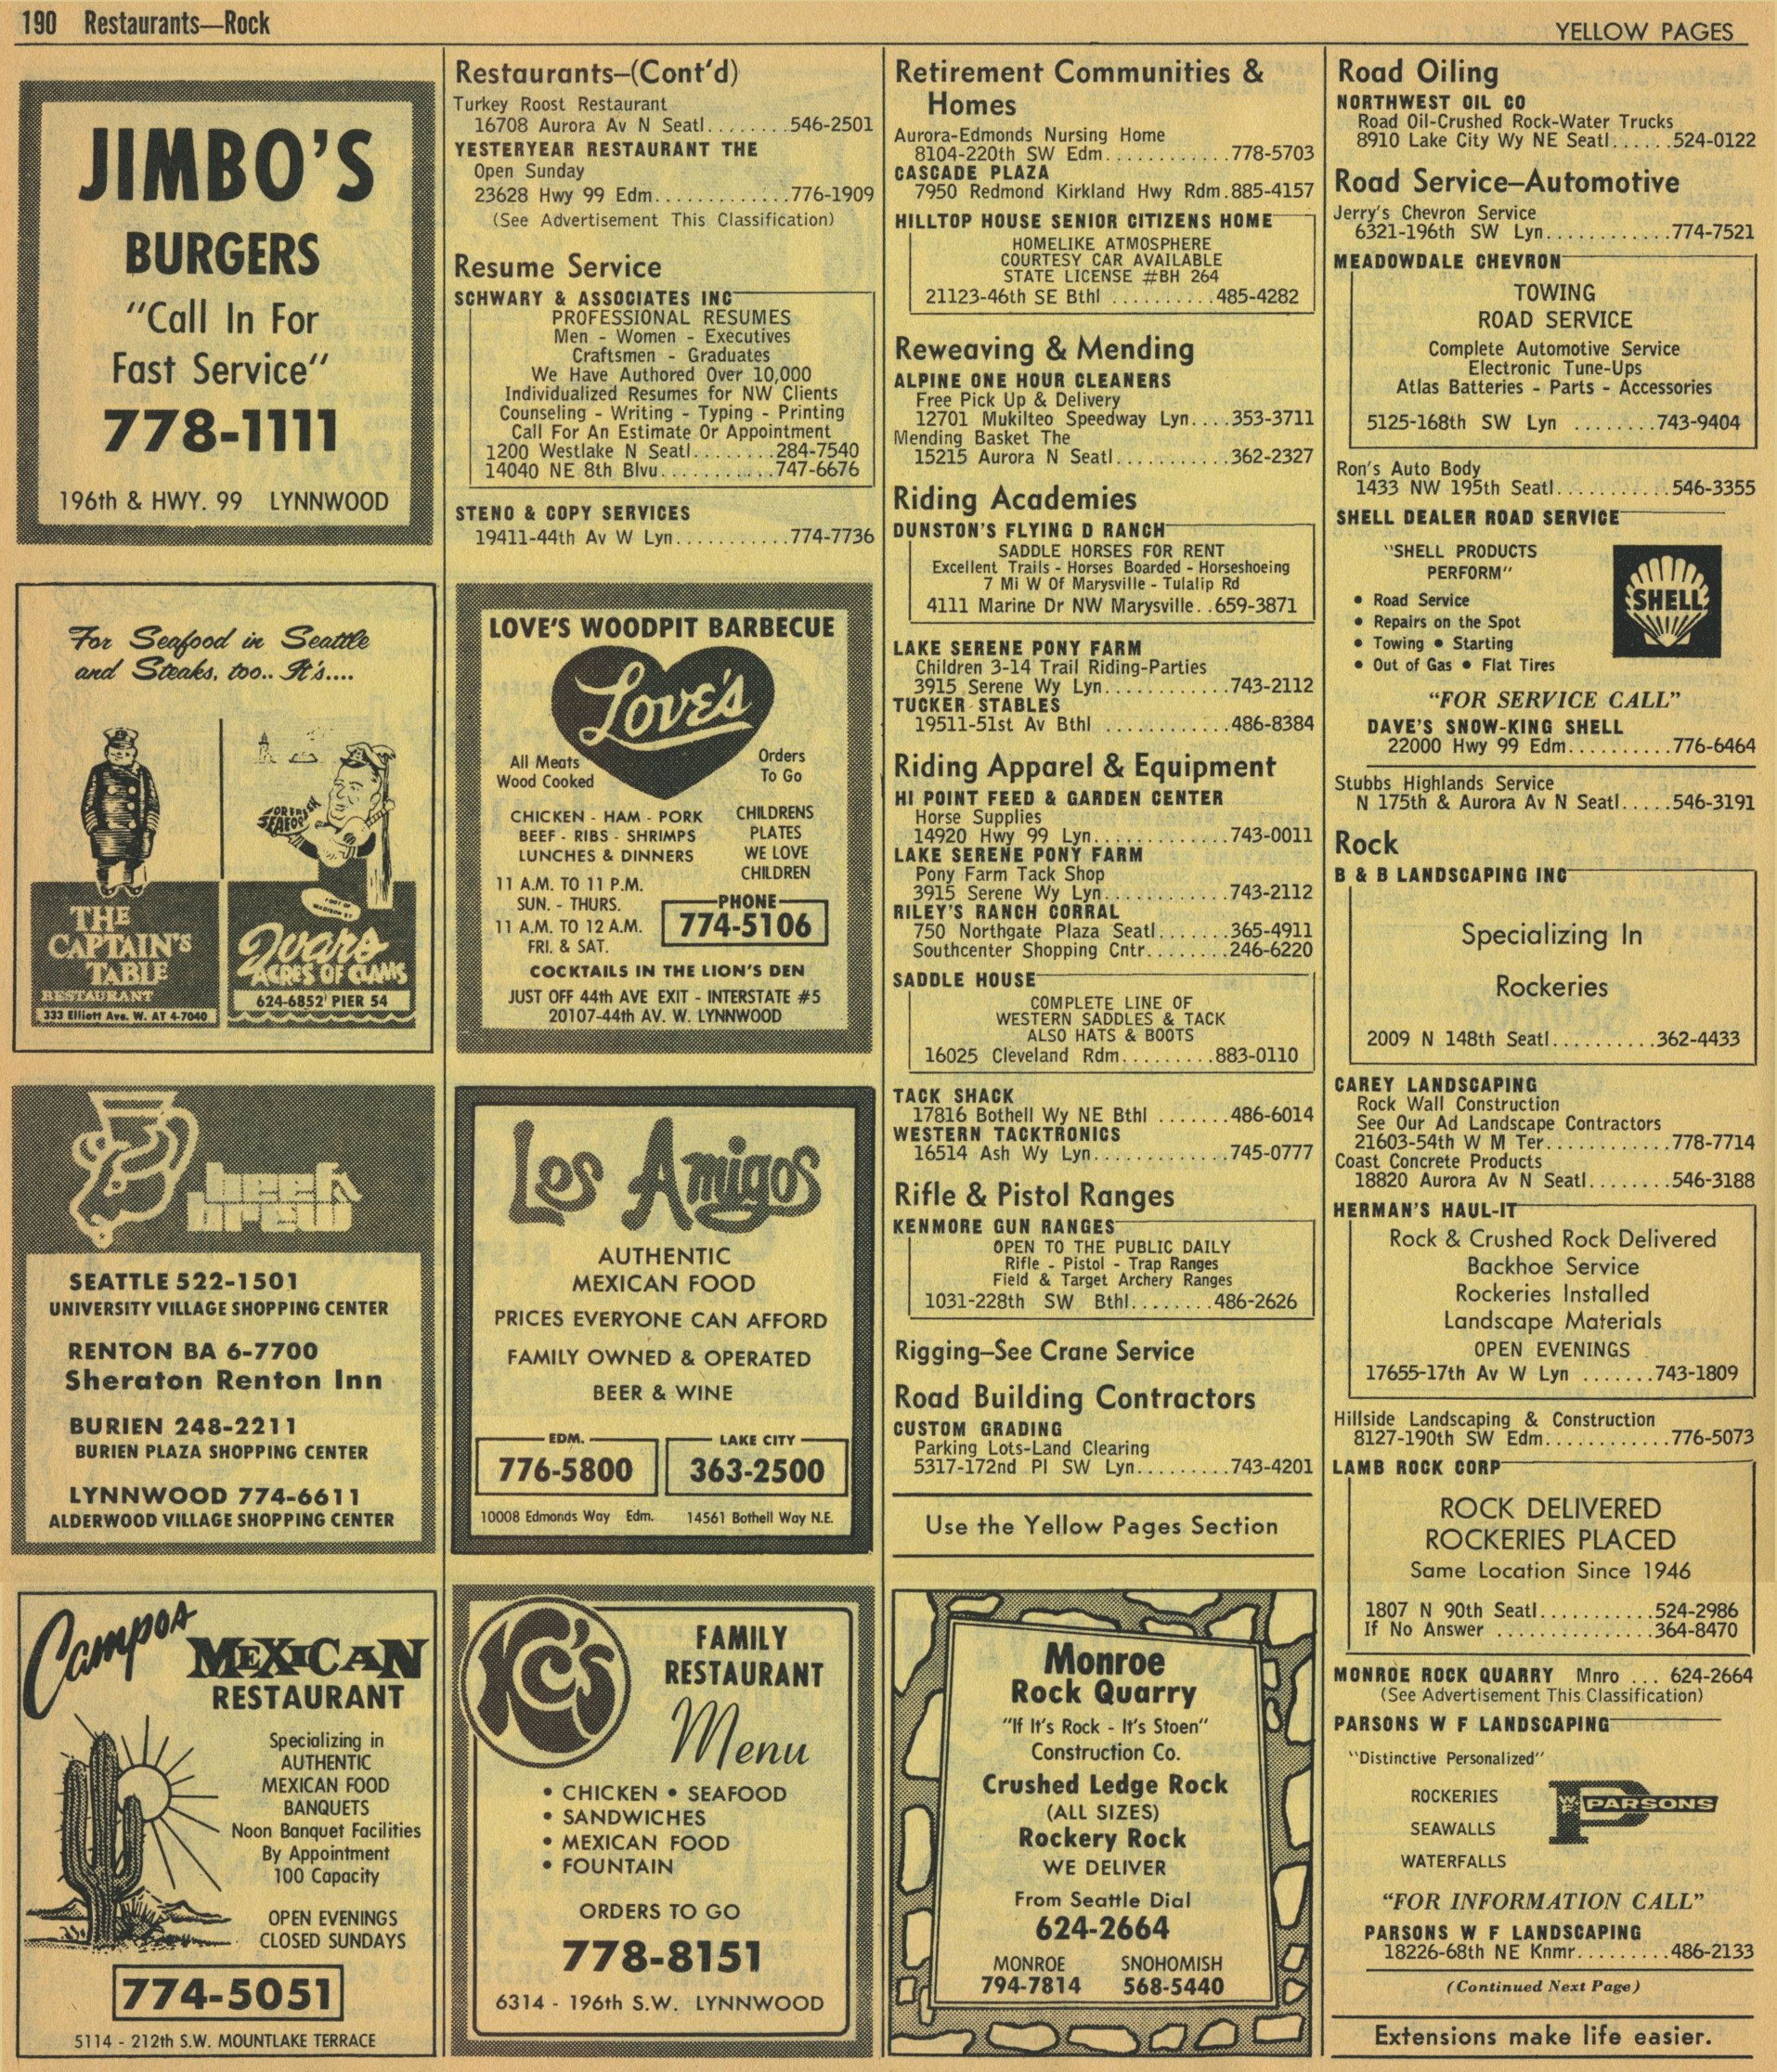 190 Restaurants—Rock
YELLOW PAGES
JIMBO'S
BURGERS
"Call In For
Fast Service"
778-1111
196th & HWY. 99 LYNNWOOD
For Seafood in Seattle
and Steaks, too.. It's....
FOR FRESH
SEAFOOD
THE
CAPTAIN'S
TABLE
RESTAURANT
333 Elliott Ave. W. AT 4-7040
Ivar's
ACRES OF CLAMS
624-6852 PIER 54
beef &
brew
SEATTLE 522-1501
UNIVERSITY VILLAGE SHOPPING CENTER
RENTON BA 6-7700
Sheraton Renton Inn
BURIEN 248-2211
BURIEN PLAZA SHOPPING CENTER
LYNNWOOD 774-6611
ALDERWOOD VILLAGE SHOPPING CENTER
Campos MEXICAN
RESTAURANT
Specializing in
AUTHENTIC
MEXICAN FOOD
BANQUETS
Noon Banquet Facilities
By Appointment
100 Capacity
OPEN EVENINGS
CLOSED SUNDAYS
774-5051
5114 - 212th S.W. MOUNTLAKE TERRACE
Restaurants—(Cont'd)
Turkey Roost Restaurant
16708 Aurora Av N Seatl........546-2501
YESTERYEAR RESTAURANT THE
Open Sunday
23628 Hwy 99 Edm.............776-1909
(See Advertisement This Classification)
Resume Service
SCHWARY & ASSOCIATES INC
PROFESSIONAL RESUMES
Men - Women - Executives
Craftsmen - Graduates
We Have Authored Over 10,000
Individualized Resumes for NW Clients
Counseling - Writing - Typing - Printing
Call For An Estimate Or Appointment
1200 Westlake N Seatl........284-7540
14040 NE 8th Blvu...........747-6676
STENO & COPY SERVICES
19411-44th Av W Lyn...........774-7736
LOVE'S WOODPIT BARBECUE
Love's
All Meats
Wood Cooked
Orders
To Go
CHICKEN - HAM - PORK
BEEF - RIBS - SHRIMPS
LUNCHES & DINNERS
CHILDRENS
PLATES
WE LOVE
CHILDREN
11 A.M. TO 11 P.M.
SUN. - THURS.
11 A.M. TO 12 A.M.
FRI. & SAT.
PHONE
774-5106
COCKTAILS IN THE LION'S DEN
JUST OFF 44th AVE EXIT - INTERSTATE #5
20107-44th AV. W. LYNNWOOD
Los Amigos
AUTHENTIC
MEXICAN FOOD
PRICES EVERYONE CAN AFFORD
FAMILY OWNED & OPERATED
BEER & WINE
EDM.
776-5800
10008 Edmonds Way Edm.
LAKE CITY
363-2500
14561 Bothell Way N.E.
KC's
FAMILY
RESTAURANT
Menu
• CHICKEN • SEAFOOD
• SANDWICHES
• MEXICAN FOOD
• FOUNTAIN
ORDERS TO GO
778-8151
6314 - 196th S.W. LYNNWOOD
Retirement Communities &
Homes
Aurora-Edmonds Nursing Home
8104-220th SW Edm............778-5703
CASCADE PLAZA
7950 Redmond Kirkland Hwy Rdm.885-4157
HILLTOP HOUSE SENIOR CITIZENS HOME
HOMELIKE ATMOSPHERE
COURTESY CAR AVAILABLE
STATE LICENSE #BH 264
21123-46th SE Bthl ..........485-4282
Reweaving & Mending
ALPINE ONE HOUR CLEANERS
Free Pick Up & Delivery
12701 Mukilteo Speedway Lyn....353-3711
Mending Basket The
15215 Aurora N Seatl...........362-2327
Riding Academies
DUNSTON'S FLYING D RANCH
SADDLE HORSES FOR RENT
Excellent Trails - Horses Boarded - Horseshoeing
7 Mi W Of Marysville - Tulalip Rd
4111 Marine Dr NW Marysville..659-3871
LAKE SERENE PONY FARM
Children 3-14 Trail Riding-Parties
3915 Serene Wy Lyn............743-2112
TUCKER STABLES
19511-51st Av Bthl ............486-8384
Riding Apparel & Equipment
HI POINT FEED & GARDEN CENTER
Horse Supplies
14920 Hwy 99 Lyn.............743-0011
LAKE SERENE PONY FARM
Pony Farm Tack Shop
3915 Serene Wy Lyn............743-2112
RILEY'S RANCH CORRAL
750 Northgate Plaza Seatl.......365-4911
Southcenter Shopping Cntr........246-6220
SADDLE HOUSE
COMPLETE LINE OF
WESTERN SADDLES & TACK
ALSO HATS & BOOTS
16025 Cleveland Rdm.........883-0110
TACK SHACK
17816 Bothell Wy NE Bthl .......486-6014
WESTERN TACKTRONICS
16514 Ash Wy Lyn.............745-0777
Rifle & Pistol Ranges
KENMORE GUN RANGES
OPEN TO THE PUBLIC DAILY
Rifle - Pistol - Trap Ranges
Field & Target Archery Ranges
1031-228th SW Bthl........486-2626
Rigging—See Crane Service
Road Building Contractors
CUSTOM GRADING
Parking Lots-Land Clearing
5317-172nd Pl SW Lyn.........743-4201
Use the Yellow Pages Section
Monroe
Rock Quarry
"If It's Rock - It's Stoen"
Construction Co.
Crushed Ledge Rock
(ALL SIZES)
Rockery Rock
WE DELIVER
From Seattle Dial
624-2664
MONROE SNOHOMISH
794-7814 568-5440
Road Oiling
NORTHWEST OIL CO
Road Oil-Crushed Rock-Water Trucks
8910 Lake City Wy NE Seatl......524-0122
Road Service—Automotive
Jerry's Chevron Service
6321-196th SW Lyn............774-7521
MEADOWDALE CHEVRON
TOWING
ROAD SERVICE
Complete Automotive Service
Electronic Tune-Ups
Atlas Batteries - Parts - Accessories
5125-168th SW Lyn ........743-9404
Ron's Auto Body
1433 NW 195th Seatl...........546-3355
SHELL DEALER ROAD SERVICE
"SHELL PRODUCTS
PERFORM"
SHELL
• Road Service
• Repairs on the Spot
• Towing • Starting
• Out of Gas • Flat Tires
"FOR SERVICE CALL"
DAVE'S SNOW-KING SHELL
22000 Hwy 99 Edm..........776-6464
Stubbs Highlands Service
N 175th & Aurora Av N Seatl.....546-3191
Rock
B & B LANDSCAPING INC
Specializing In
Rockeries
2009 N 148th Seatl..........362-4433
CAREY LANDSCAPING
Rock Wall Construction
See Our Ad Landscape Contractors
21603-54th W M Ter............778-7714
Coast Concrete Products
18820 Aurora Av N Seatl........546-3188
HERMAN'S HAUL-IT
Rock & Crushed Rock Delivered
Backhoe Service
Rockeries Installed
Landscape Materials
OPEN EVENINGS
17655-17th Av W Lyn .......743-1809
Hillside Landscaping & Construction
8127-190th SW Edm............776-5073
LAMB ROCK CORP
ROCK DELIVERED
ROCKERIES PLACED
Same Location Since 1946
1807 N 90th Seatl...........524-2986
If No Answer ...............364-8470
MONROE ROCK QUARRY Mnro ... 624-2664
(See Advertisement This Classification)
PARSONS W F LANDSCAPING
"Distinctive Personalized"
ROCKERIES
SEAWALLS
WATERFALLS
WF PARSONS
"FOR INFORMATION CALL"
PARSONS W F LANDSCAPING
18226-68th NE Knmr.........486-2133
(Continued Next Page)
Extensions make life easier.